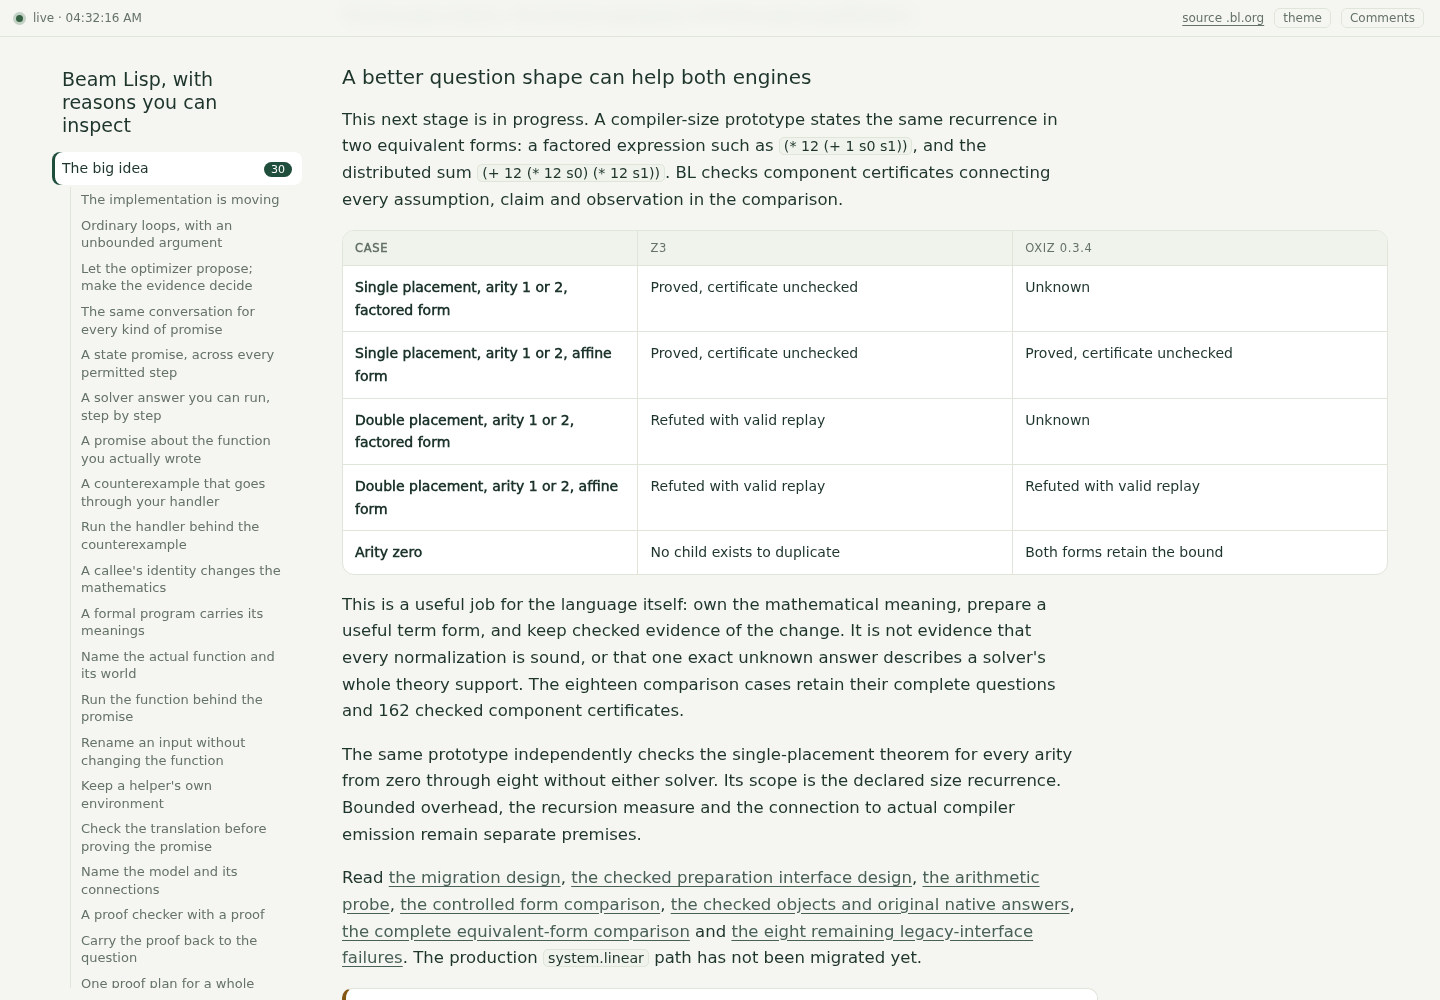 live · 04:32:16 AM
source .bl.org
theme
Comments
Beam Lisp, with
reasons you can
inspect
The big idea
30
The implementation is moving
Ordinary loops, with an
unbounded argument
Let the optimizer propose;
make the evidence decide
The same conversation for
every kind of promise
A state promise, across every
permitted step
A solver answer you can run,
step by step
A promise about the function
you actually wrote
A counterexample that goes
through your handler
Run the handler behind the
counterexample
A callee's identity changes the
mathematics
A formal program carries its
meanings
Name the actual function and
its world
Run the function behind the
promise
Rename an input without
changing the function
Keep a helper's own
environment
Check the translation before
proving the promise
Name the model and its
connections
A proof checker with a proof
Carry the proof back to the
question
One proof plan for a whole
A better question shape can help both engines
This next stage is in progress. A compiler-size prototype states the same recurrence in
two equivalent forms: a factored expression such as (* 12 (+ 1 s0 s1)), and the
distributed sum (+ 12 (* 12 s0) (* 12 s1)). BL checks component certificates connecting
every assumption, claim and observation in the comparison.
CASE
Z3
OXIZ 0.3.4
Single placement, arity 1 or 2,
factored form
Proved, certificate unchecked
Unknown
Single placement, arity 1 or 2, affine
form
Proved, certificate unchecked
Proved, certificate unchecked
Double placement, arity 1 or 2,
factored form
Refuted with valid replay
Unknown
Double placement, arity 1 or 2, affine
form
Refuted with valid replay
Refuted with valid replay
Arity zero
No child exists to duplicate
Both forms retain the bound
This is a useful job for the language itself: own the mathematical meaning, prepare a
useful term form, and keep checked evidence of the change. It is not evidence that
every normalization is sound, or that one exact unknown answer describes a solver's
whole theory support. The eighteen comparison cases retain their complete questions
and 162 checked component certificates.
The same prototype independently checks the single-placement theorem for every arity
from zero through eight without either solver. Its scope is the declared size recurrence.
Bounded overhead, the recursion measure and the connection to actual compiler
emission remain separate premises.
Read the migration design, the checked preparation interface design, the arithmetic
probe, the controlled form comparison, the checked objects and original native answers,
the complete equivalent-form comparison and the eight remaining legacy-interface
failures. The production system.linear path has not been migrated yet.